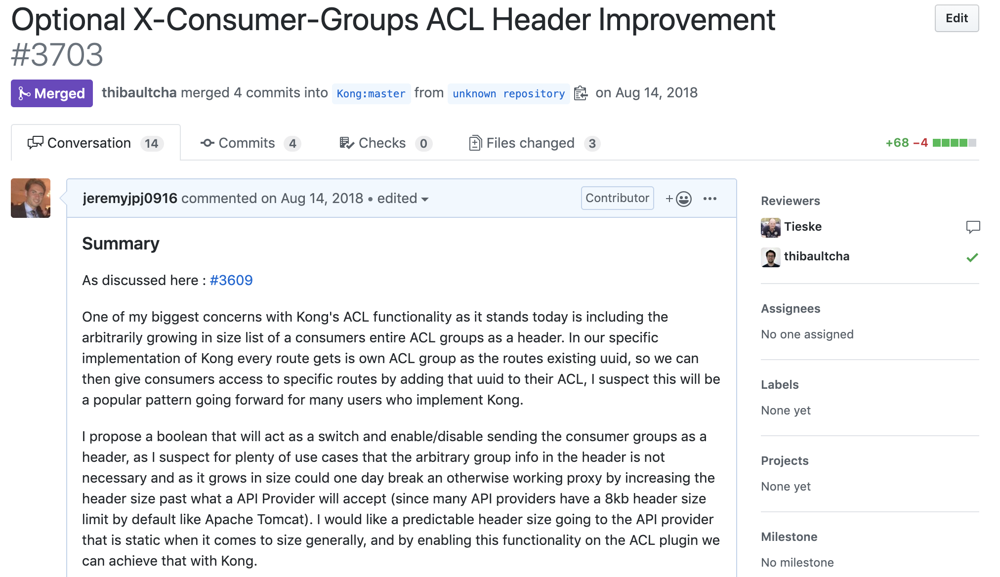 Optional X-Consumer-Groups ACL Header Improvement
#3703
Edit
Merged thibaultcha merged 4 commits into Kong:master from unknown repository on Aug 14, 2018
Conversation 14 Commits 4 Checks 0 Files changed 3 +68 −4
jeremyjpj0916 commented on Aug 14, 2018 • edited Contributor
Summary
As discussed here : #3609
One of my biggest concerns with Kong's ACL functionality as it stands today is including the
arbitrarily growing in size list of a consumers entire ACL groups as a header. In our specific
implementation of Kong every route gets is own ACL group as the routes existing uuid, so we can
then give consumers access to specific routes by adding that uuid to their ACL, I suspect this will be
a popular pattern going forward for many users who implement Kong.
I propose a boolean that will act as a switch and enable/disable sending the consumer groups as a
header, as I suspect for plenty of use cases that the arbitrary group info in the header is not
necessary and as it grows in size could one day break an otherwise working proxy by increasing the
header size past what a API Provider will accept (since many API providers have a 8kb header size
limit by default like Apache Tomcat). I would like a predictable header size going to the API provider
that is static when it comes to size generally, and by enabling this functionality on the ACL plugin we
can achieve that with Kong.
Reviewers
Tieske
thibaultcha
Assignees
No one assigned
Labels
None yet
Projects
None yet
Milestone
No milestone